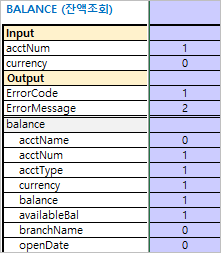 BALANCE (잔액조회)
Input
acctNum 1
currency 0
Output
ErrorCode 1
ErrorMessage 2
balance
acctName 0
acctNum 1
acctType 1
currency 1
balance 1
availableBal 1
branchName 0
openDate 0